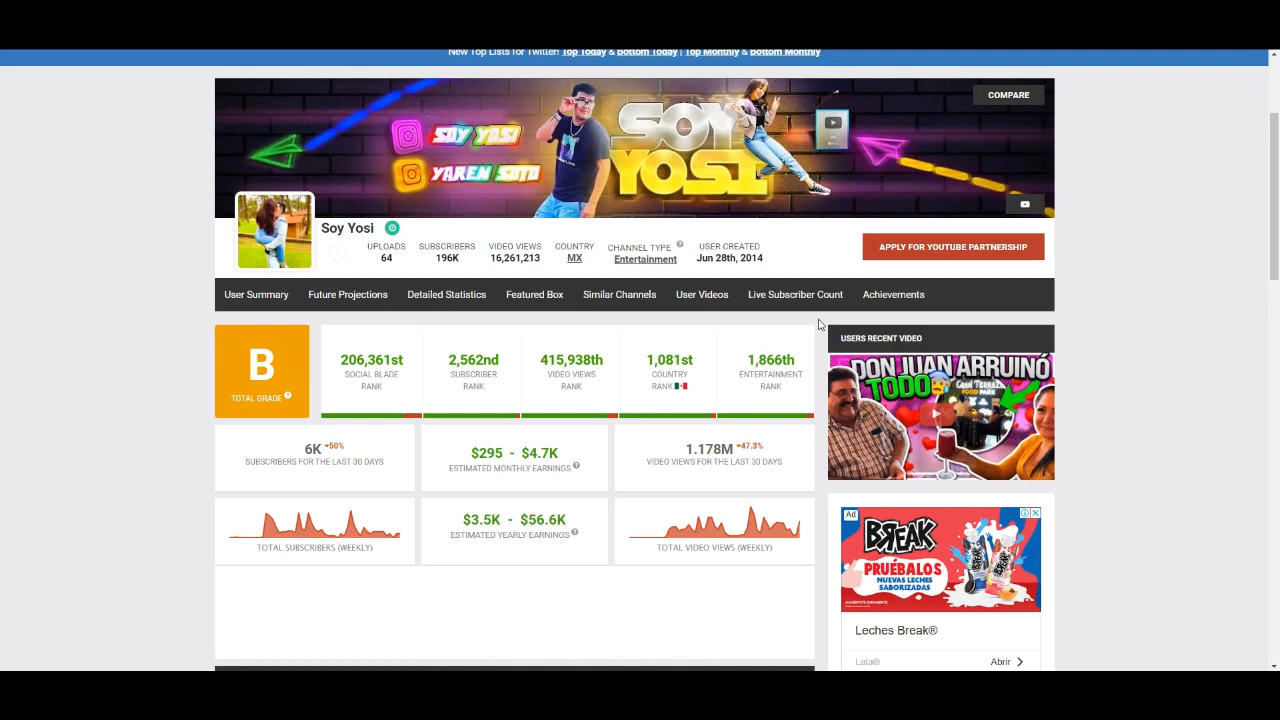 New Top Lists for Twitter! Top Today & Bottom Today | Top Monthly & Bottom Monthly
COMPARE
SOY YOSI
YAREN SOTO
SOY
YOSI
Soy Yosi
UPLOADS
64
SUBSCRIBERS
196K
VIDEO VIEWS
16,261,213
COUNTRY
MX
CHANNEL TYPE
Entertainment
USER CREATED
Jun 28th, 2014
APPLY FOR YOUTUBE PARTNERSHIP
User Summary
Future Projections
Detailed Statistics
Featured Box
Similar Channels
User Videos
Live Subscriber Count
Achievements
B
TOTAL GRADE
206,361st
SOCIAL BLADE
RANK
2,562nd
SUBSCRIBER
RANK
415,938th
VIDEO VIEWS
RANK
1,081st
COUNTRY
RANK
1,866th
ENTERTAINMENT
RANK
6K -50%
SUBSCRIBERS FOR THE LAST 30 DAYS
$295 - $4.7K
ESTIMATED MONTHLY EARNINGS
1.178M -47.3%
VIDEO VIEWS FOR THE LAST 30 DAYS
TOTAL SUBSCRIBERS (WEEKLY)
$3.5K - $56.6K
ESTIMATED YEARLY EARNINGS
TOTAL VIDEO VIEWS (WEEKLY)
USERS RECENT VIDEO
DON JUAN ARRUINÓ
TODO
GRAN TERRAZA
FOOD PARK
Ad
BREAK
PRUÉBALOS
NUEVAS LECHES
SABORIZADAS
Leches Break®
Lala®
Abrir